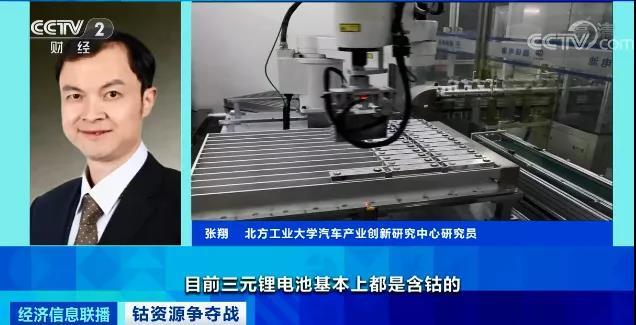 CCTV 2
财经
CCTV
张翔 北方工业大学汽车产业创新研究中心研究员
目前三元锂电池基本上都是含钴的
经济信息联播 钴资源争夺战